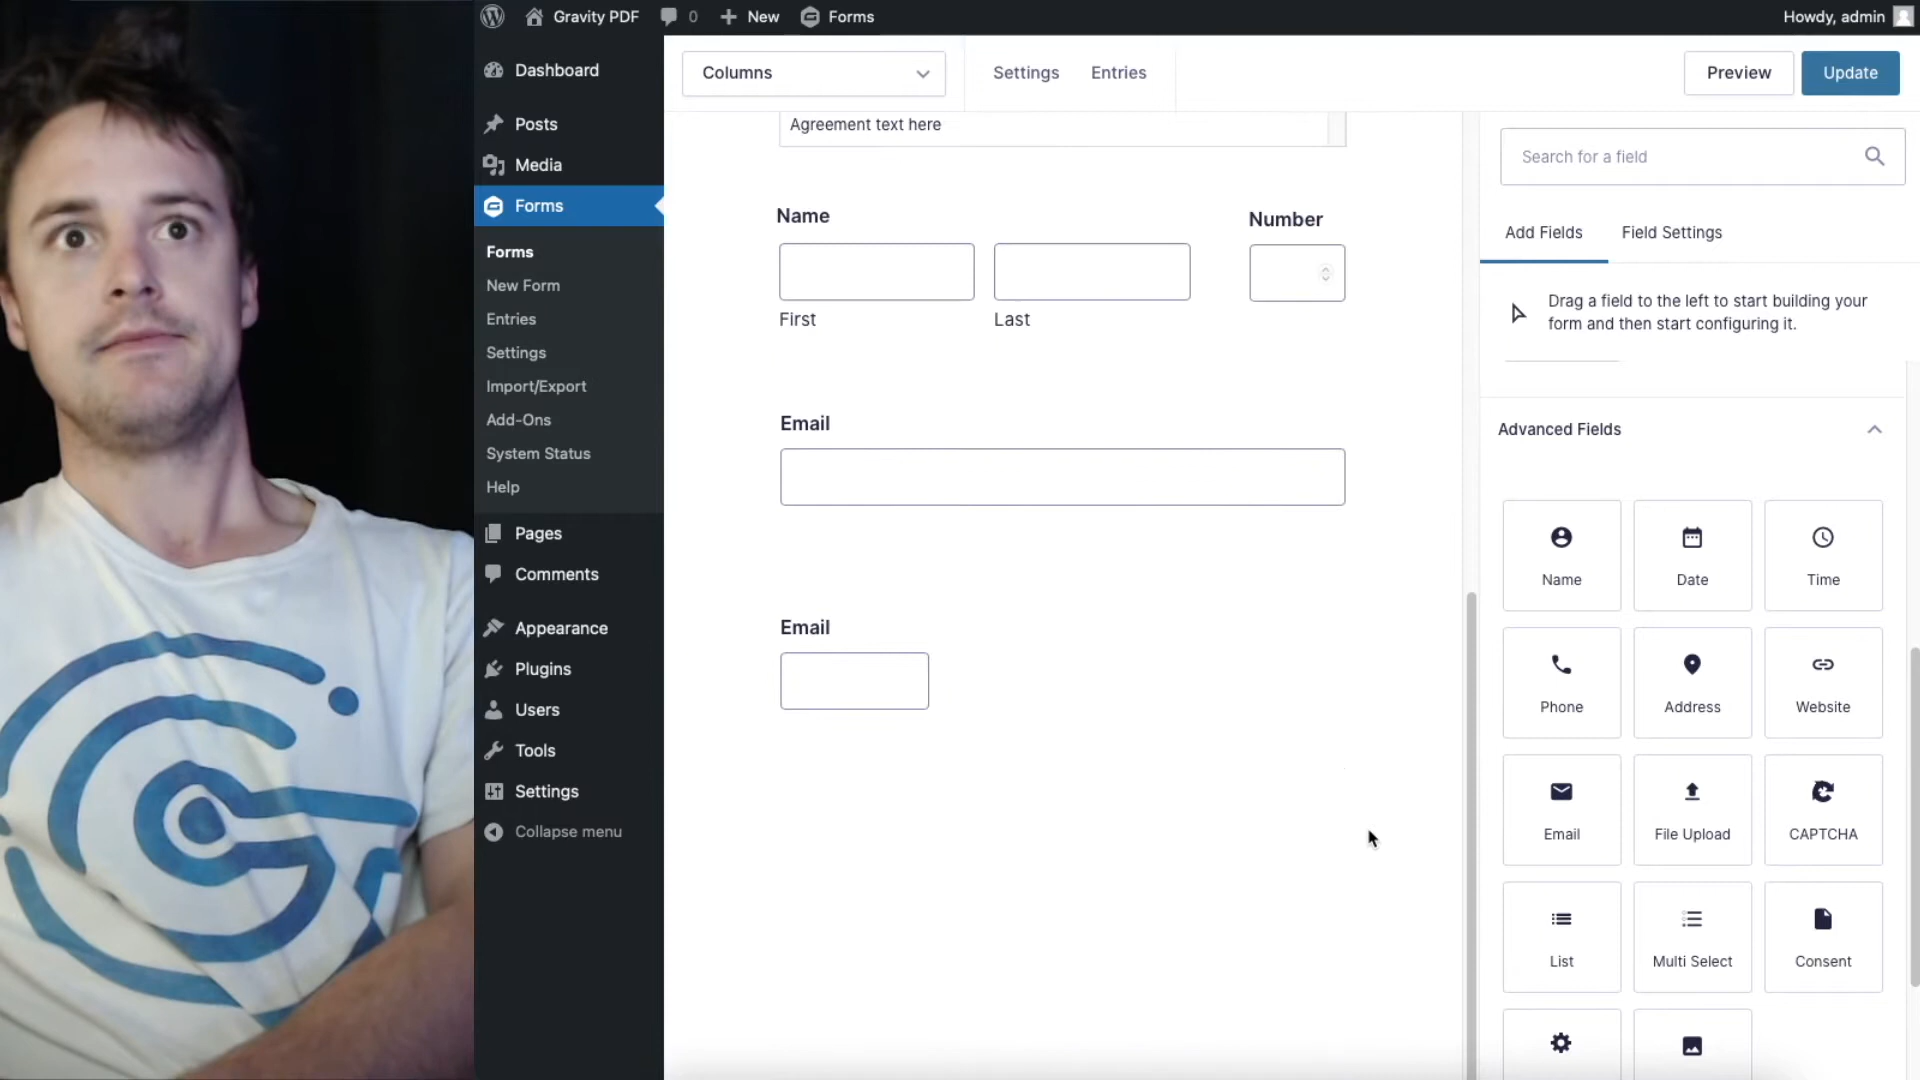 Gravity PDF
0
New
Forms
Howdy, admin
Dashboard
Posts
Media
Forms
Forms
New Form
Entries
Settings
Import/Export
Add-Ons
System Status
Help
Pages
Comments
Appearance
Plugins
Users
Tools
Settings
Collapse menu
Columns
Settings
Entries
Preview
Update
Agreement text here
Name
Number
First
Last
Email
Email
Search for a field
Add Fields
Field Settings
Drag a field to the left to start building your
form and then start configuring it.
Advanced Fields
Name
Date
Time
Phone
Address
Website
Email
File Upload
CAPTCHA
List
Multi Select
Consent